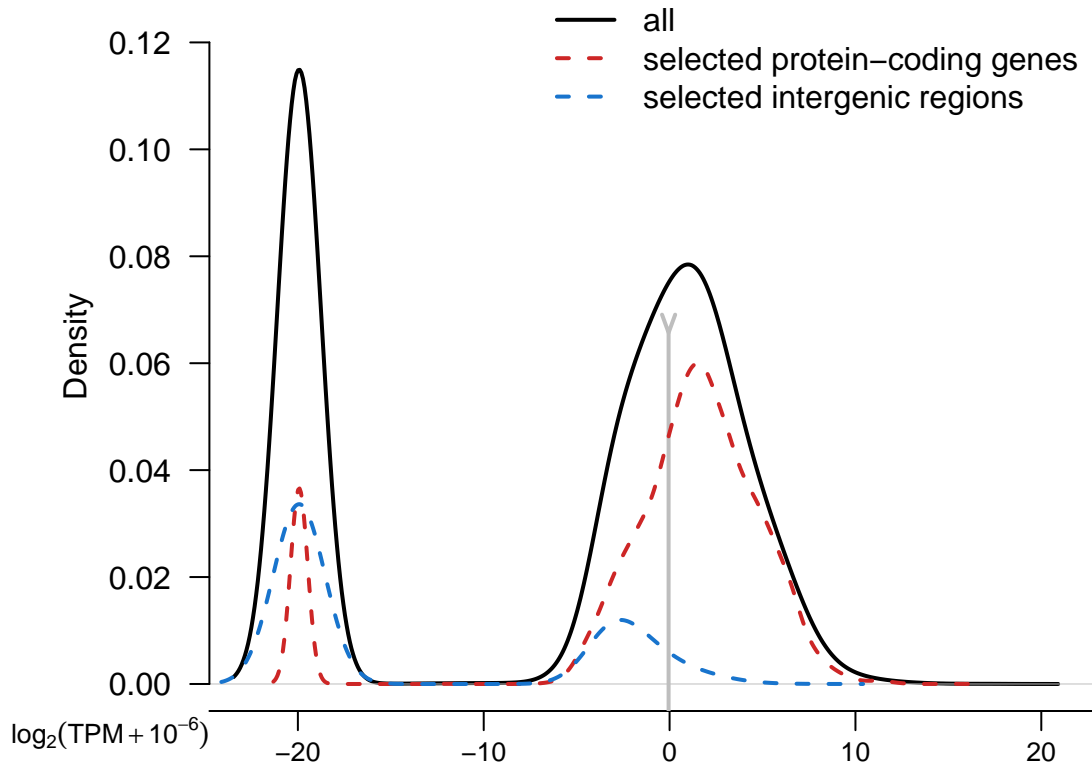 all
selected protein−coding genes
selected intergenic regions
0.12
0.10
0.08
0.06
0.04
0.02
0.00
Density
log₂(TPM + 10⁻⁶)
−20
−10
0
10
20